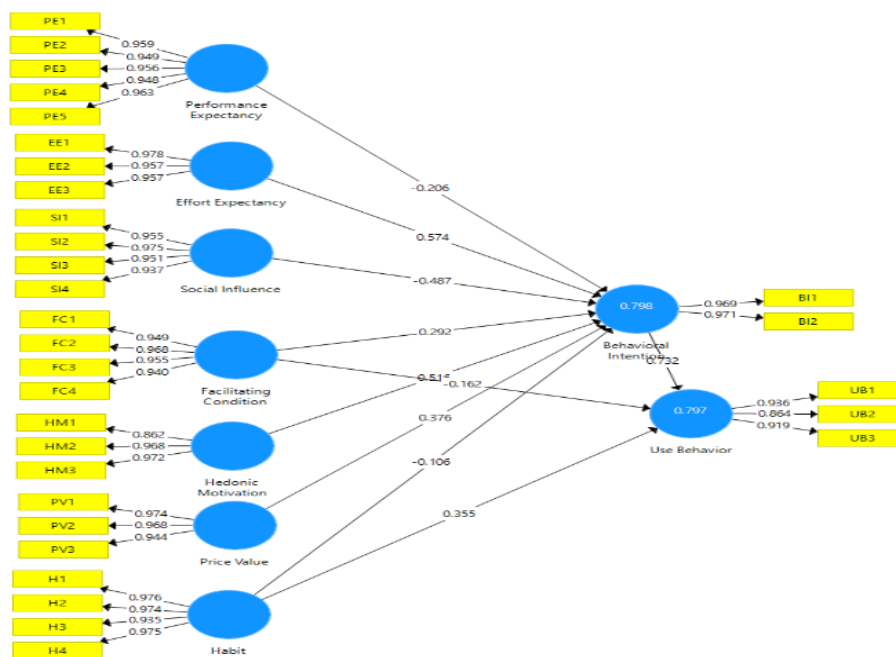 PE1
PE2
PE3
PE4
PE5
0.959
0.949
0.956
0.948
0.963
Performance
Expectancy
-0.206
EE1
EE2
EE3
0.978
0.957
0.957
Effort Expectancy
0.574
SI1
SI2
SI3
SI4
0.955
0.975
0.951
0.937
Social Influence
-0.487
FC1
FC2
FC3
FC4
0.949
0.968
0.955
0.940
Facilitating
Condition
0.292
-0.162
HM1
HM2
HM3
0.862
0.968
0.972
Hedonic
Motivation
PV1
PV2
PV3
0.974
0.968
0.944
Price Value
0.376
H1
H2
H3
H4
0.976
0.974
0.935
0.975
Habit
-0.106
0.355
0.798
Behavioral
Intention
0.969
0.971
BI1
BI2
0.732
0.797
Use Behavior
0.936
0.864
0.919
UB1
UB2
UB3